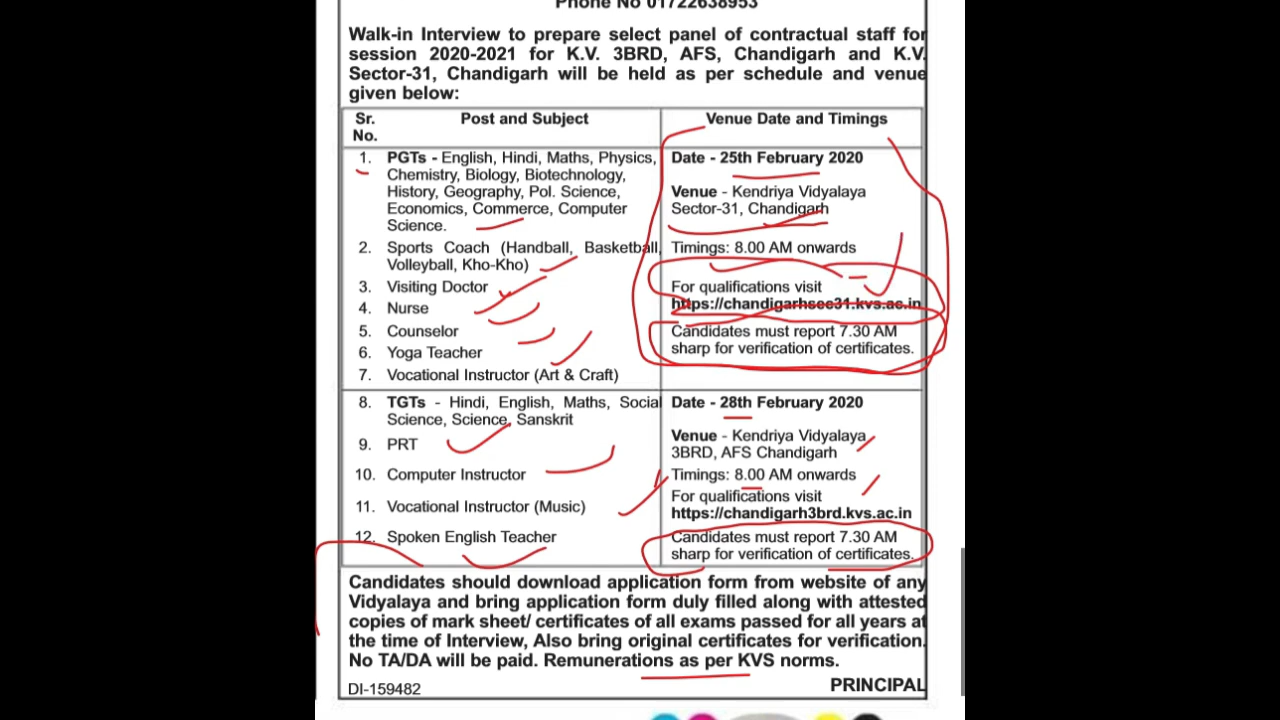 Phone No 01722638953
Walk-in Interview to prepare select panel of contractual staff for
session 2020-2021 for K.V. 3BRD, AFS, Chandigarh and K.V.
Sector-31, Chandigarh will be held as per schedule and venue
given below:
Sr. No.
Post and Subject
Venue Date and Timings
1. PGTs - English, Hindi, Maths, Physics,
Chemistry, Biology, Biotechnology,
History, Geography, Pol. Science,
Economics, Commerce, Computer
Science.
2. Sports Coach (Handball, Basketball,
Volleyball, Kho-Kho)
3. Visiting Doctor
4. Nurse
5. Counselor
6. Yoga Teacher
7. Vocational Instructor (Art & Craft)
Date - 25th February 2020
Venue - Kendriya Vidyalaya
Sector-31, Chandigarh
Timings: 8.00 AM onwards
For qualifications visit
https://chandigarhsec31.kvs.ac.in
Candidates must report 7.30 AM
sharp for verification of certificates.
8. TGTs - Hindi, English, Maths, Social
Science, Science, Sanskrit
9. PRT
10. Computer Instructor
11. Vocational Instructor (Music)
12. Spoken English Teacher
Date - 28th February 2020
Venue - Kendriya Vidyalaya
3BRD, AFS Chandigarh
Timings: 8.00 AM onwards
For qualifications visit
https://chandigarh3brd.kvs.ac.in
Candidates must report 7.30 AM
sharp for verification of certificates.
Candidates should download application form from website of any
Vidyalaya and bring application form duly filled along with attested
copies of mark sheet/ certificates of all exams passed for all years at
the time of Interview, Also bring original certificates for verification.
No TA/DA will be paid. Remunerations as per KVS norms.
DI-159482
PRINCIPAL